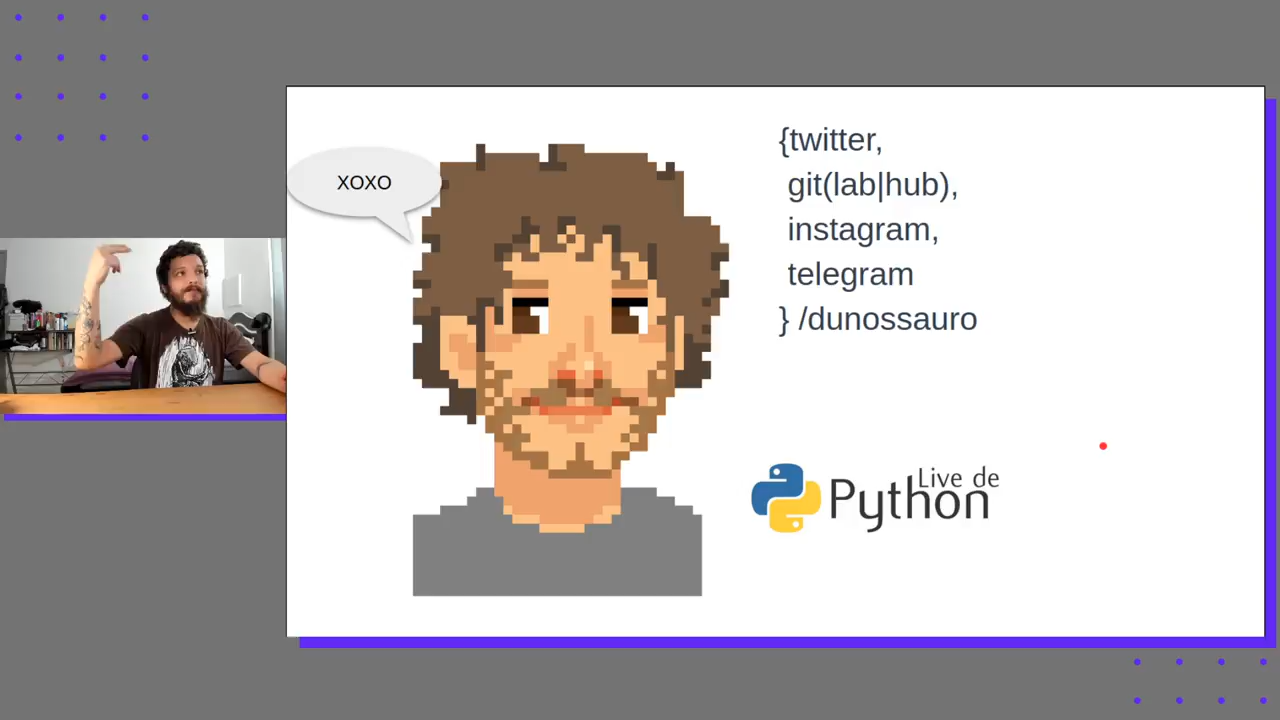 XOXO
{twitter,
git(lab|hub),
instagram,
telegram
} /dunossauro
Live de
Python